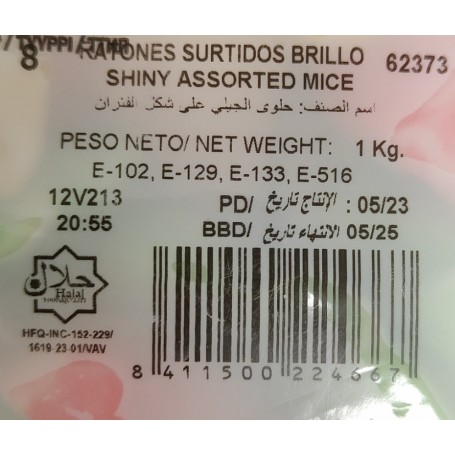 8 RATONES SURTIDOS BRILLO 62373
SHINY ASSORTED MICE
اسم الصنف: حلوى الجيلي على شكل الفئران
PESO NETO/ NET WEIGHT: 1 Kg.
E-102, E-129, E-133, E-516
12V213
PD/ الإنتاج تاريخ : 05/23
20:55
BBD/ الانتهاء تاريخ 05/25
حلال
Halal
HFQ-INC-152-229/
1619-23-01/VAV
8 411500 224667